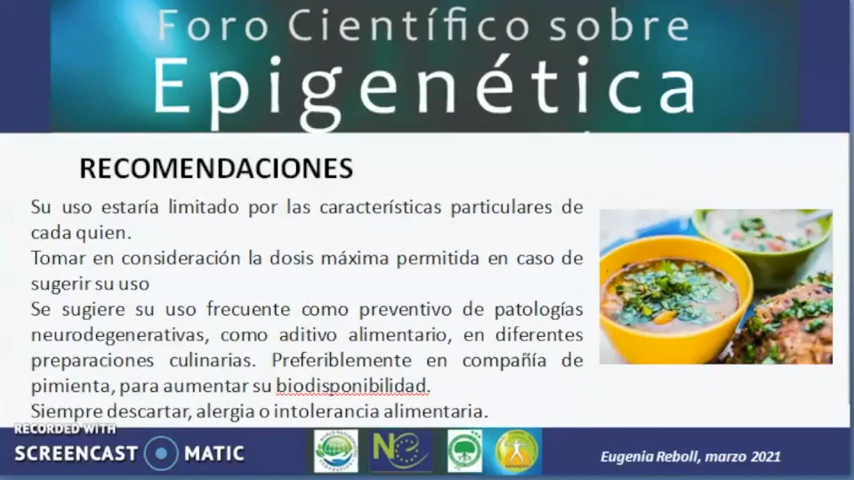 Foro Científico sobre
Epigenética
RECOMENDACIONES
Su uso estaría limitado por las características particulares de
cada quien.
Tomar en consideración la dosis máxima permitida en caso de
sugerir su uso
Se sugiere su uso frecuente como preventivo de patologías
neurodegenerativas, como aditivo alimentario, en diferentes
preparaciones culinarias. Preferiblemente en compañía de
pimienta, para aumentar su biodisponibilidad.
Siempre descartar, alergia o intolerancia alimentaria.
RECORDED WITH
SCREENCAST MATIC
Ne
Eugenia Reboll, marzo 2021